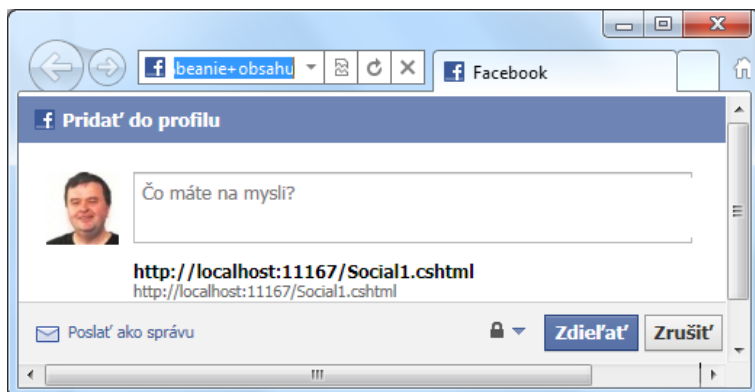 beanie+obsahu
Facebook
Pridať do profilu
Čo máte na mysli?
http://localhost:11167/Social1.cshtml
http://localhost:11167/Social1.cshtml
Poslať ako správu
Zdieľať Zrušiť